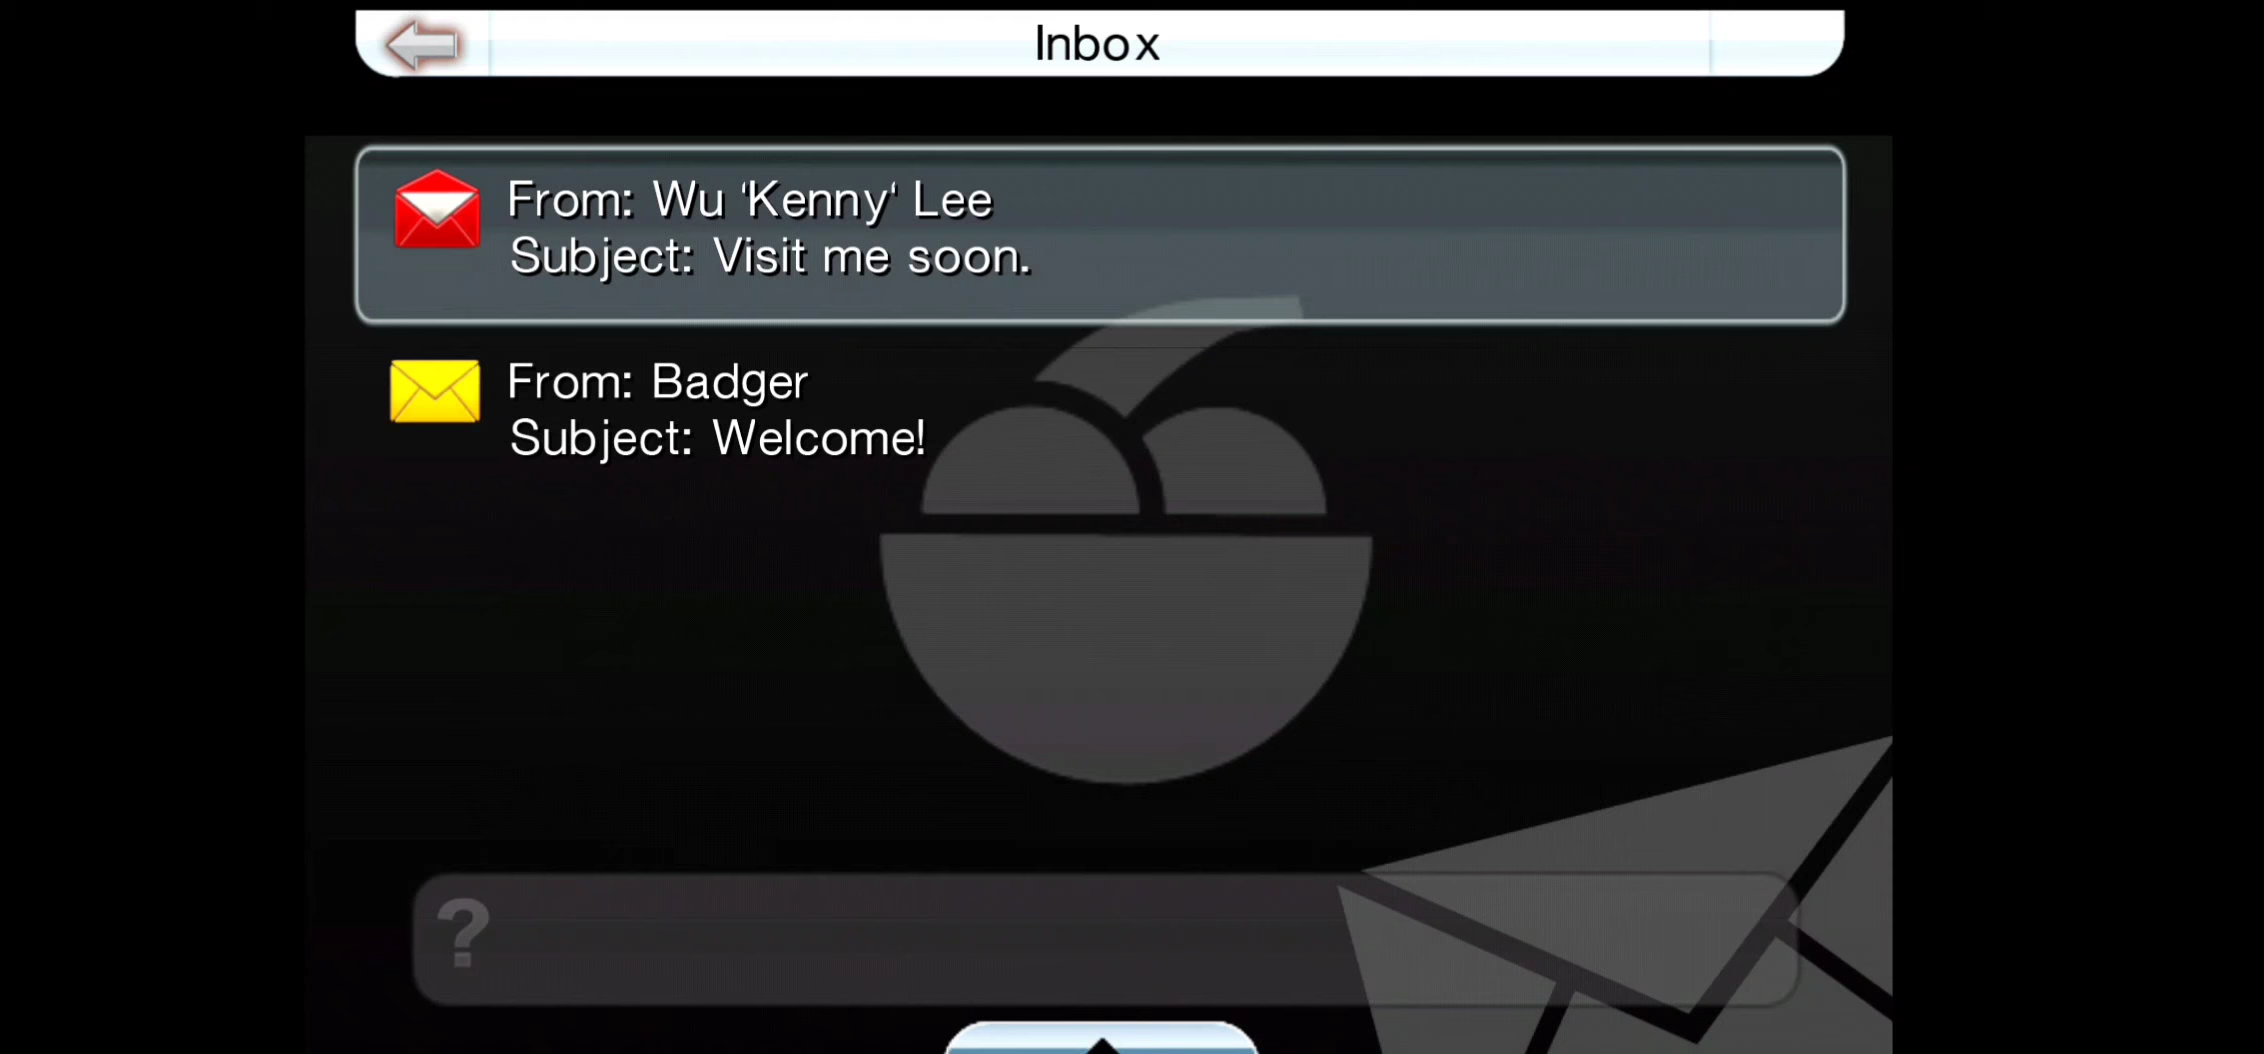 Inbox
From: Wu ‘Kenny‘ Lee
Subject: Visit me soon.
From: Badger
Subject: Welcome!
?